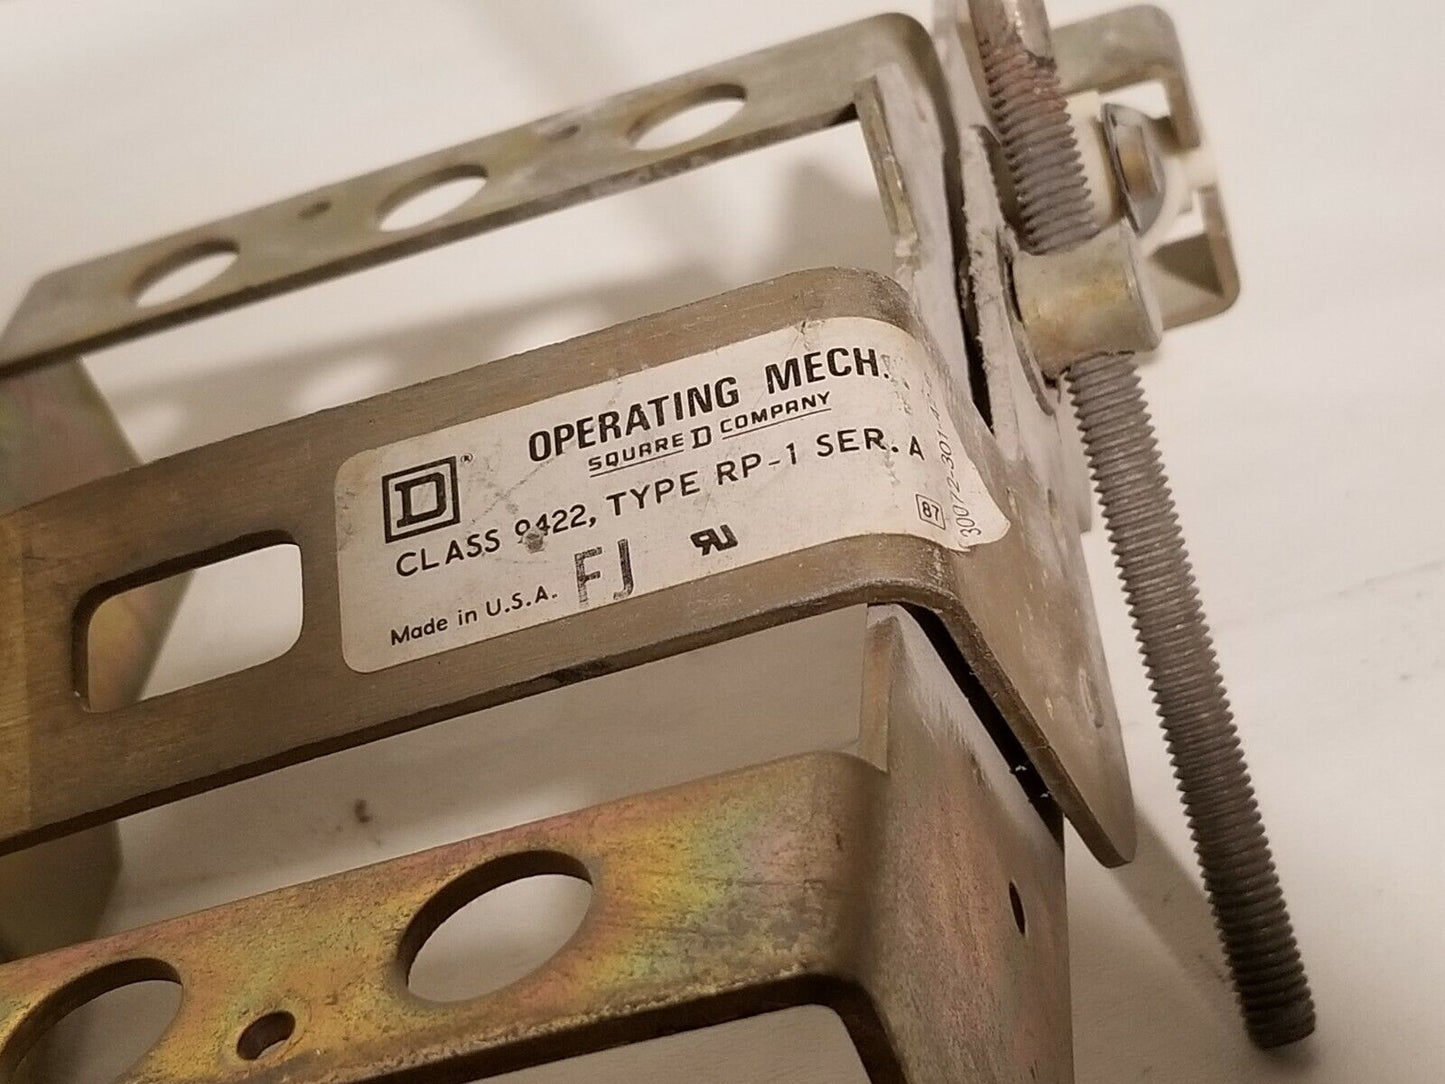 OPERATING MECH.
SQUARE D COMPANY
D ®
CLASS 9422, TYPE RP-1 SER. A
Made in U.S.A. FJ
87